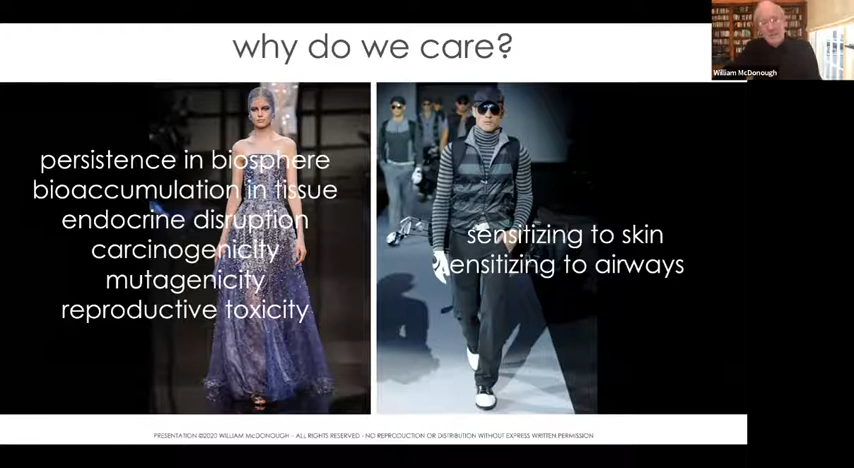 why do we care?
William McDonough
persistence in biosphere
bioaccumulation in tissue
endocrine disruption
carcinogenicity
mutagenicity
reproductive toxicity
sensitizing to skin
sensitizing to airways
PRESENTATION ©2020 WILLIAM McDONOUGH - ALL RIGHTS RESERVED - NO REPRODUCTION OR DISTRIBUTION WITHOUT EXPRESS WRITTEN PERMISSION